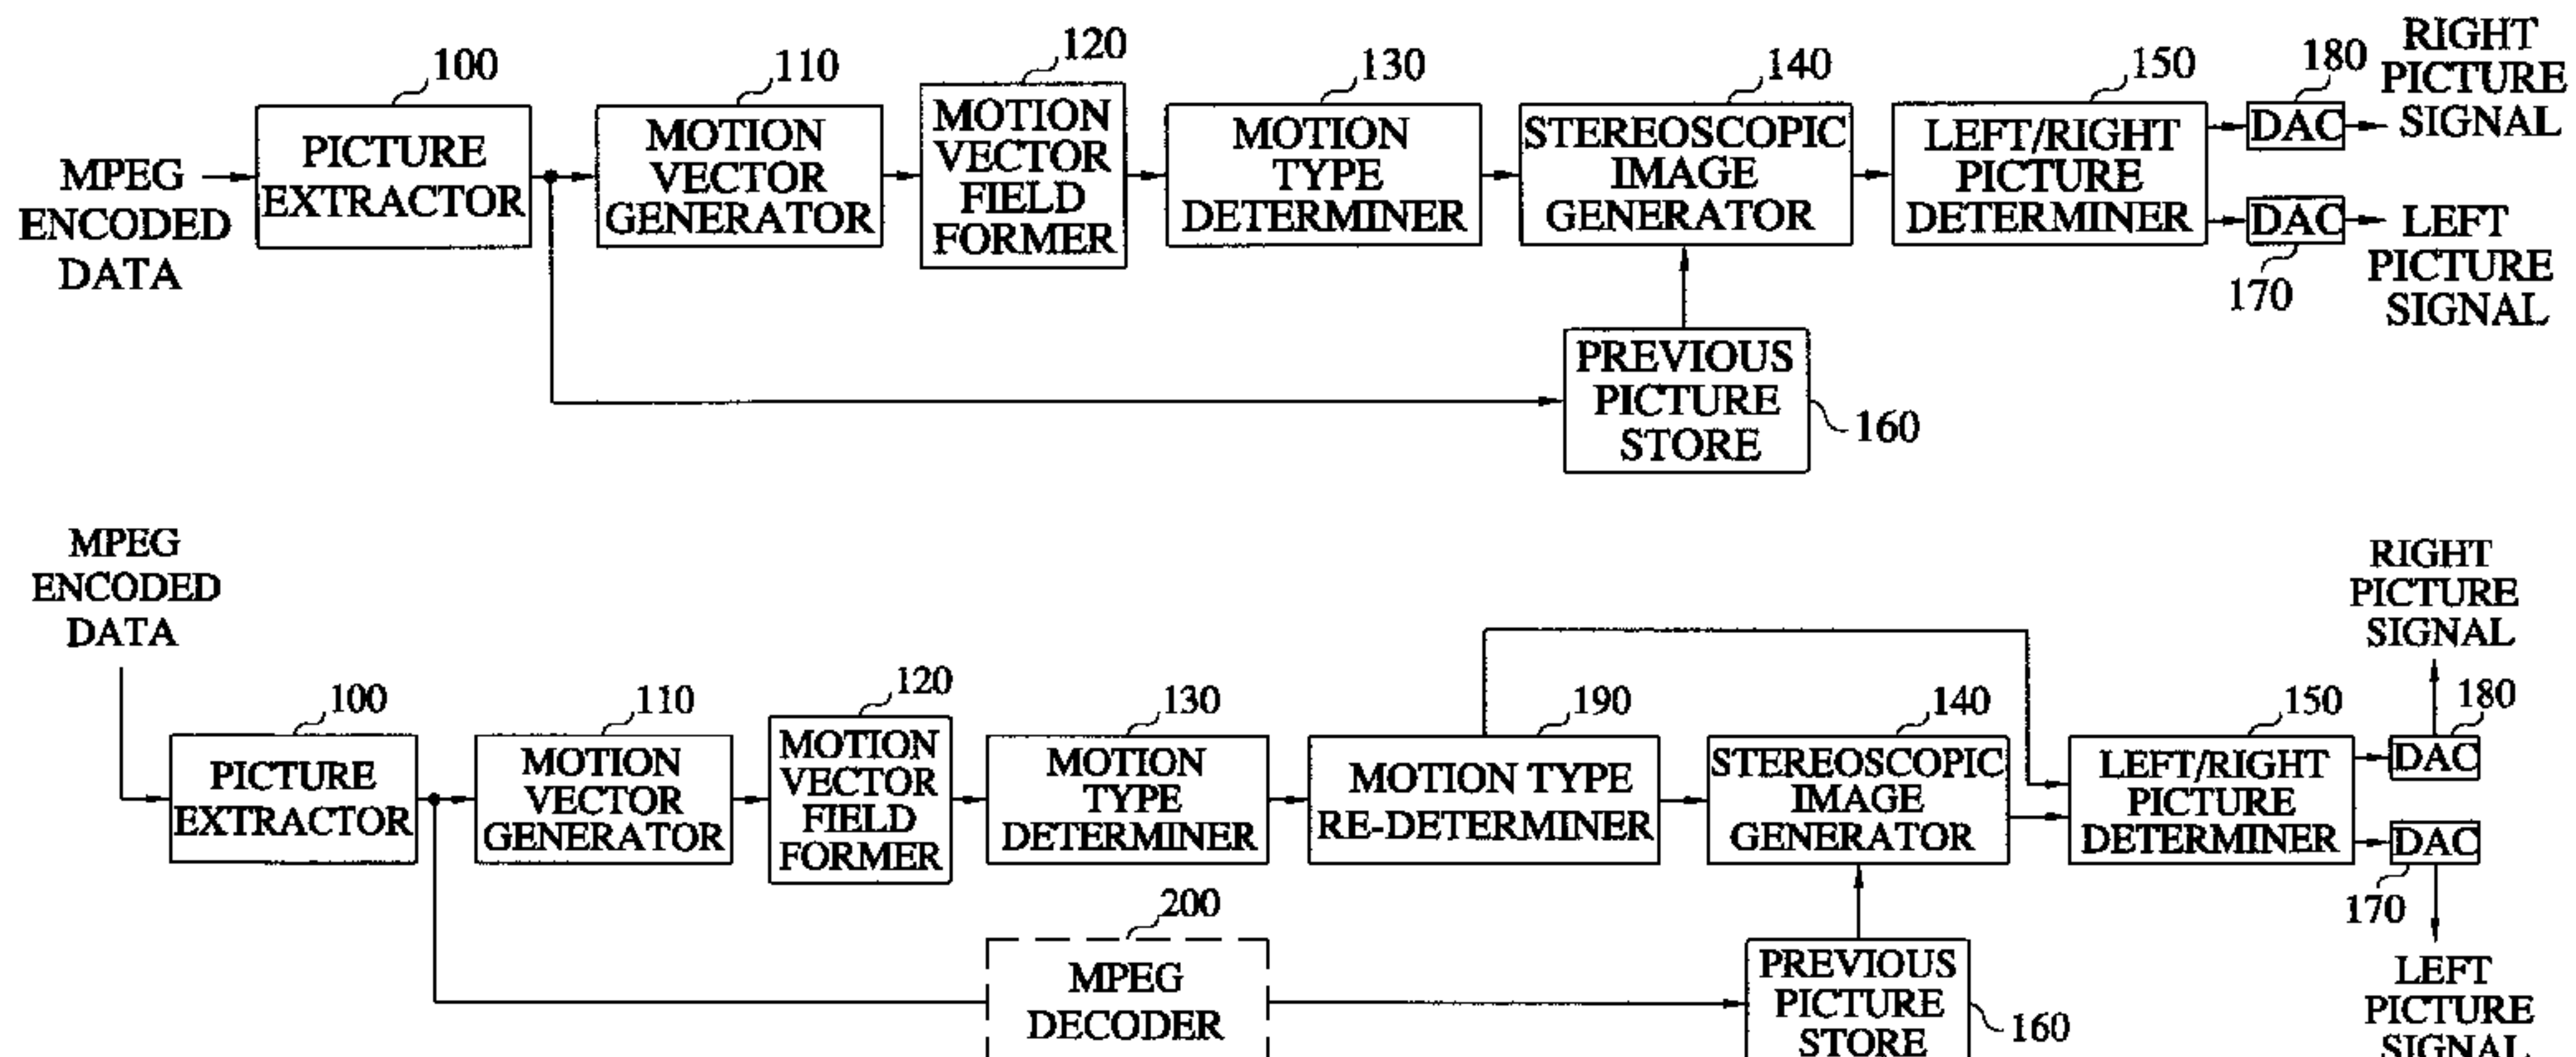 100
110
120
130
140
150
180
RIGHT
PICTURE
SIGNAL
MPEG
ENCODED
DATA
PICTURE
EXTRACTOR
MOTION
VECTOR
GENERATOR
MOTION
VECTOR
FIELD
FORMER
MOTION
TYPE
DETERMINER
STEREOSCOPIC
IMAGE
GENERATOR
LEFT/RIGHT
PICTURE
DETERMINER
DAC
DAC
170
LEFT
PICTURE
SIGNAL
PREVIOUS
PICTURE
STORE
160
MPEG
ENCODED
DATA
100
110
120
130
190
140
150
180
RIGHT
PICTURE
SIGNAL
PICTURE
EXTRACTOR
MOTION
VECTOR
GENERATOR
MOTION
VECTOR
FIELD
FORMER
MOTION
TYPE
DETERMINER
MOTION TYPE
RE-DETERMINER
STEREOSCOPIC
IMAGE
GENERATOR
LEFT/RIGHT
PICTURE
DETERMINER
DAC
DAC
170
LEFT
PICTURE
SIGNAL
200
MPEG
DECODER
PREVIOUS
PICTURE
STORE
160